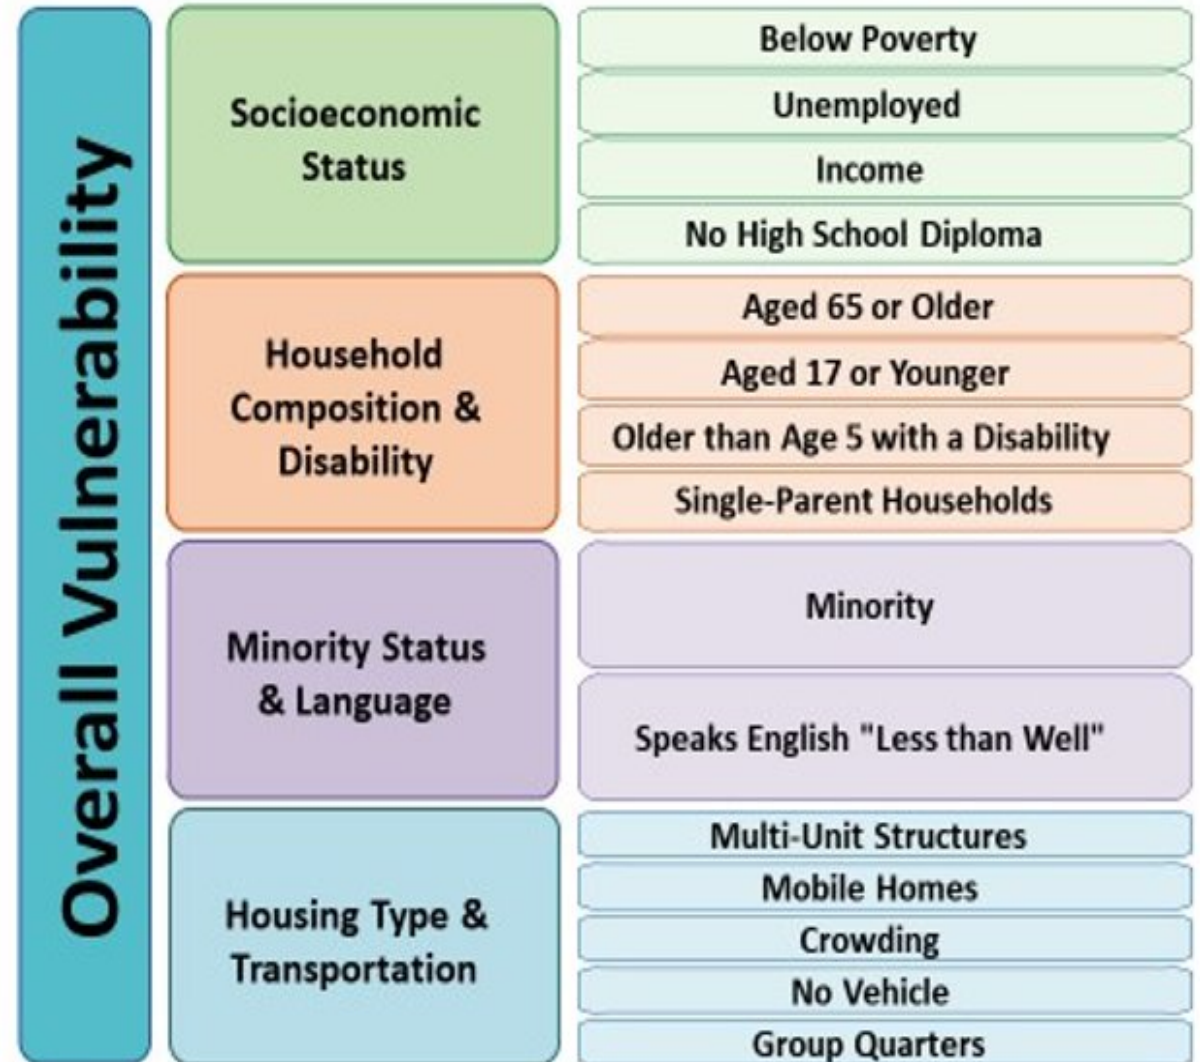 Overall Vulnerability
Socioeconomic
Status
Below Poverty
Unemployed
Income
No High School Diploma
Household
Composition &
Disability
Aged 65 or Older
Aged 17 or Younger
Older than Age 5 with a Disability
Single-Parent Households
Minority Status
& Language
Minority
Speaks English "Less than Well"
Housing Type &
Transportation
Multi-Unit Structures
Mobile Homes
Crowding
No Vehicle
Group Quarters